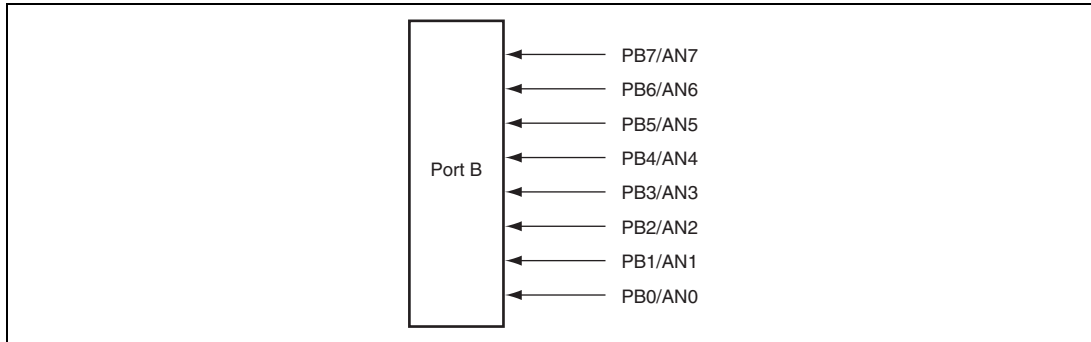 PB7/AN7
PB6/AN6
PB5/AN5
Port B
PB4/AN4
PB3/AN3
PB2/AN2
PB1/AN1
PB0/AN0